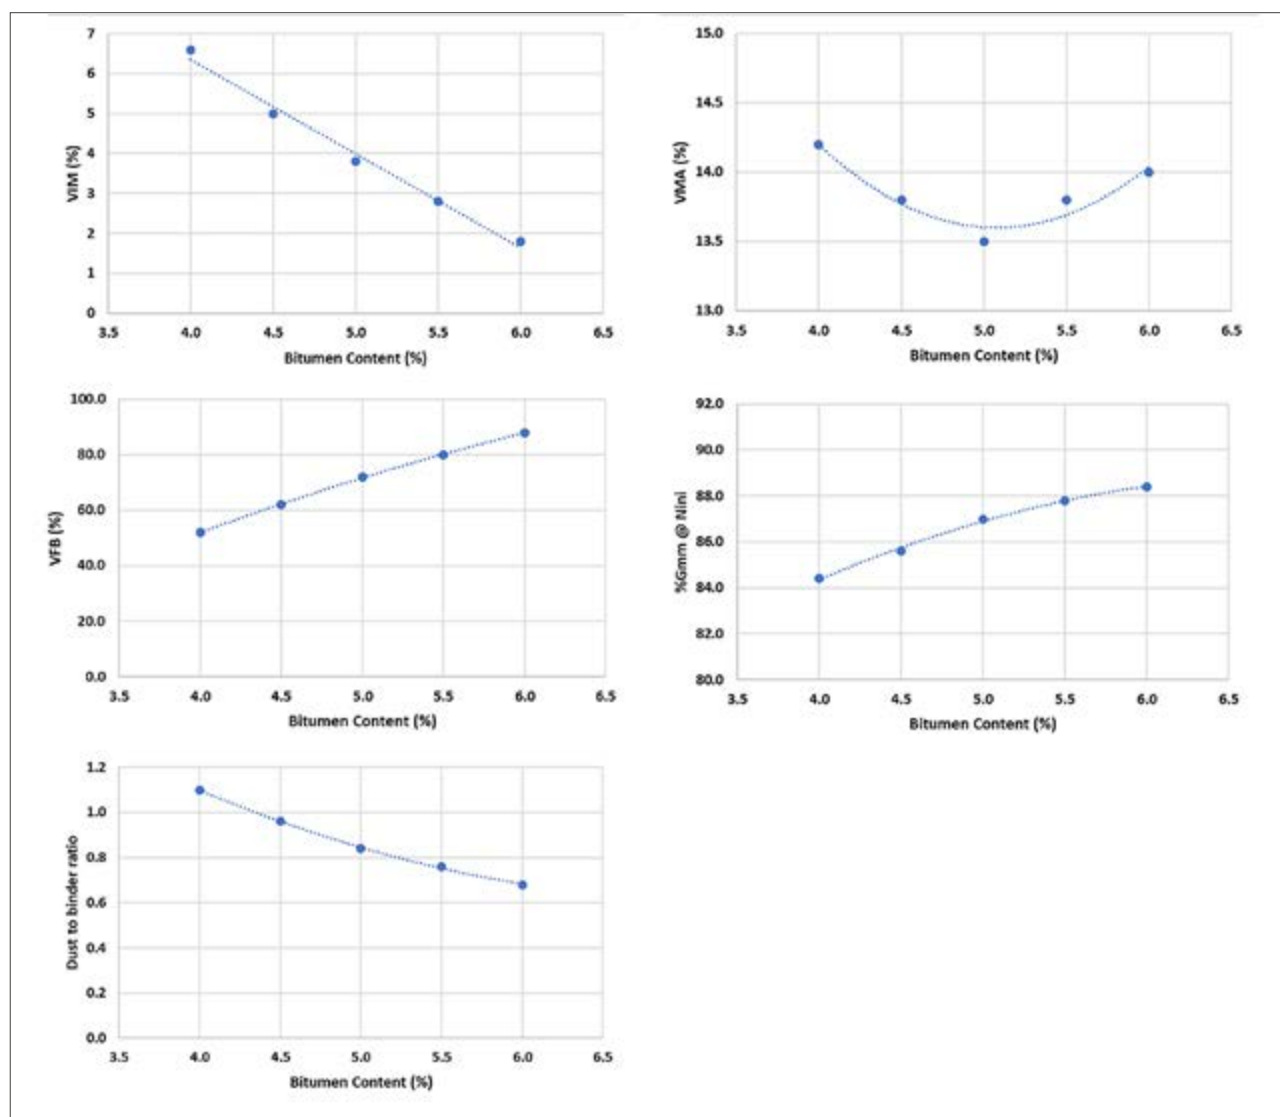 7
6
5
4
3
2
1
0
VIM (%)
3.5 4.0 4.5 5.0 5.5 6.0 6.5
Bitumen Content (%)
15.0
14.5
14.0
13.5
13.0
VMA (%)
3.5 4.0 4.5 5.0 5.5 6.0 6.5
Bitumen Content (%)
100.0
80.0
60.0
40.0
20.0
0.0
VFB (%)
3.5 4.0 4.5 5.0 5.5 6.0 6.5
Bitumen Content (%)
92.0
90.0
88.0
86.0
84.0
82.0
80.0
%Gmm @ Nini
3.5 4.0 4.5 5.0 5.5 6.0 6.5
Bitumen Content (%)
1.2
1.0
0.8
0.6
0.4
0.2
0.0
Dust to binder ratio
3.5 4.0 4.5 5.0 5.5 6.0 6.5
Bitumen Content (%)